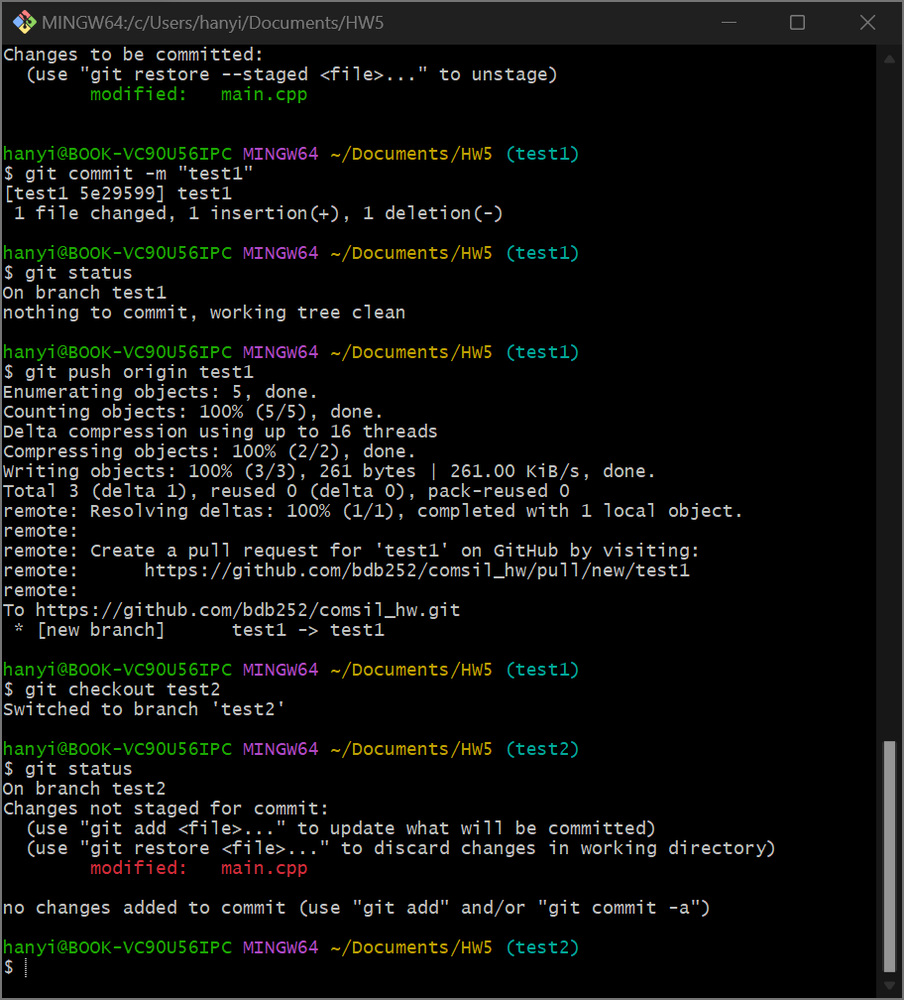 MINGW64:/c/Users/hanyi/Documents/HW5
Changes to be committed:
  (use "git restore --staged <file>..." to unstage)
        modified:   main.cpp
hanyi@BOOK-VC9OU56IPC MINGW64 ~/Documents/HW5 (test1)
$ git commit -m "test1"
[test1 5e29599] test1
 1 file changed, 1 insertion(+), 1 deletion(-)
hanyi@BOOK-VC9OU56IPC MINGW64 ~/Documents/HW5 (test1)
$ git status
On branch test1
nothing to commit, working tree clean
hanyi@BOOK-VC9OU56IPC MINGW64 ~/Documents/HW5 (test1)
$ git push origin test1
Enumerating objects: 5, done.
Counting objects: 100% (5/5), done.
Delta compression using up to 16 threads
Compressing objects: 100% (2/2), done.
Writing objects: 100% (3/3), 261 bytes | 261.00 KiB/s, done.
Total 3 (delta 1), reused 0 (delta 0), pack-reused 0
remote: Resolving deltas: 100% (1/1), completed with 1 local object.
remote:
remote: Create a pull request for 'test1' on GitHub by visiting:
remote:      https://github.com/bdb252/comsil_hw/pull/new/test1
remote:
To https://github.com/bdb252/comsil_hw.git
 * [new branch]      test1 -> test1
hanyi@BOOK-VC9OU56IPC MINGW64 ~/Documents/HW5 (test1)
$ git checkout test2
Switched to branch 'test2'
hanyi@BOOK-VC9OU56IPC MINGW64 ~/Documents/HW5 (test2)
$ git status
On branch test2
Changes not staged for commit:
  (use "git add <file>..." to update what will be committed)
  (use "git restore <file>..." to discard changes in working directory)
        modified:   main.cpp
no changes added to commit (use "git add" and/or "git commit -a")
hanyi@BOOK-VC9OU56IPC MINGW64 ~/Documents/HW5 (test2)
$